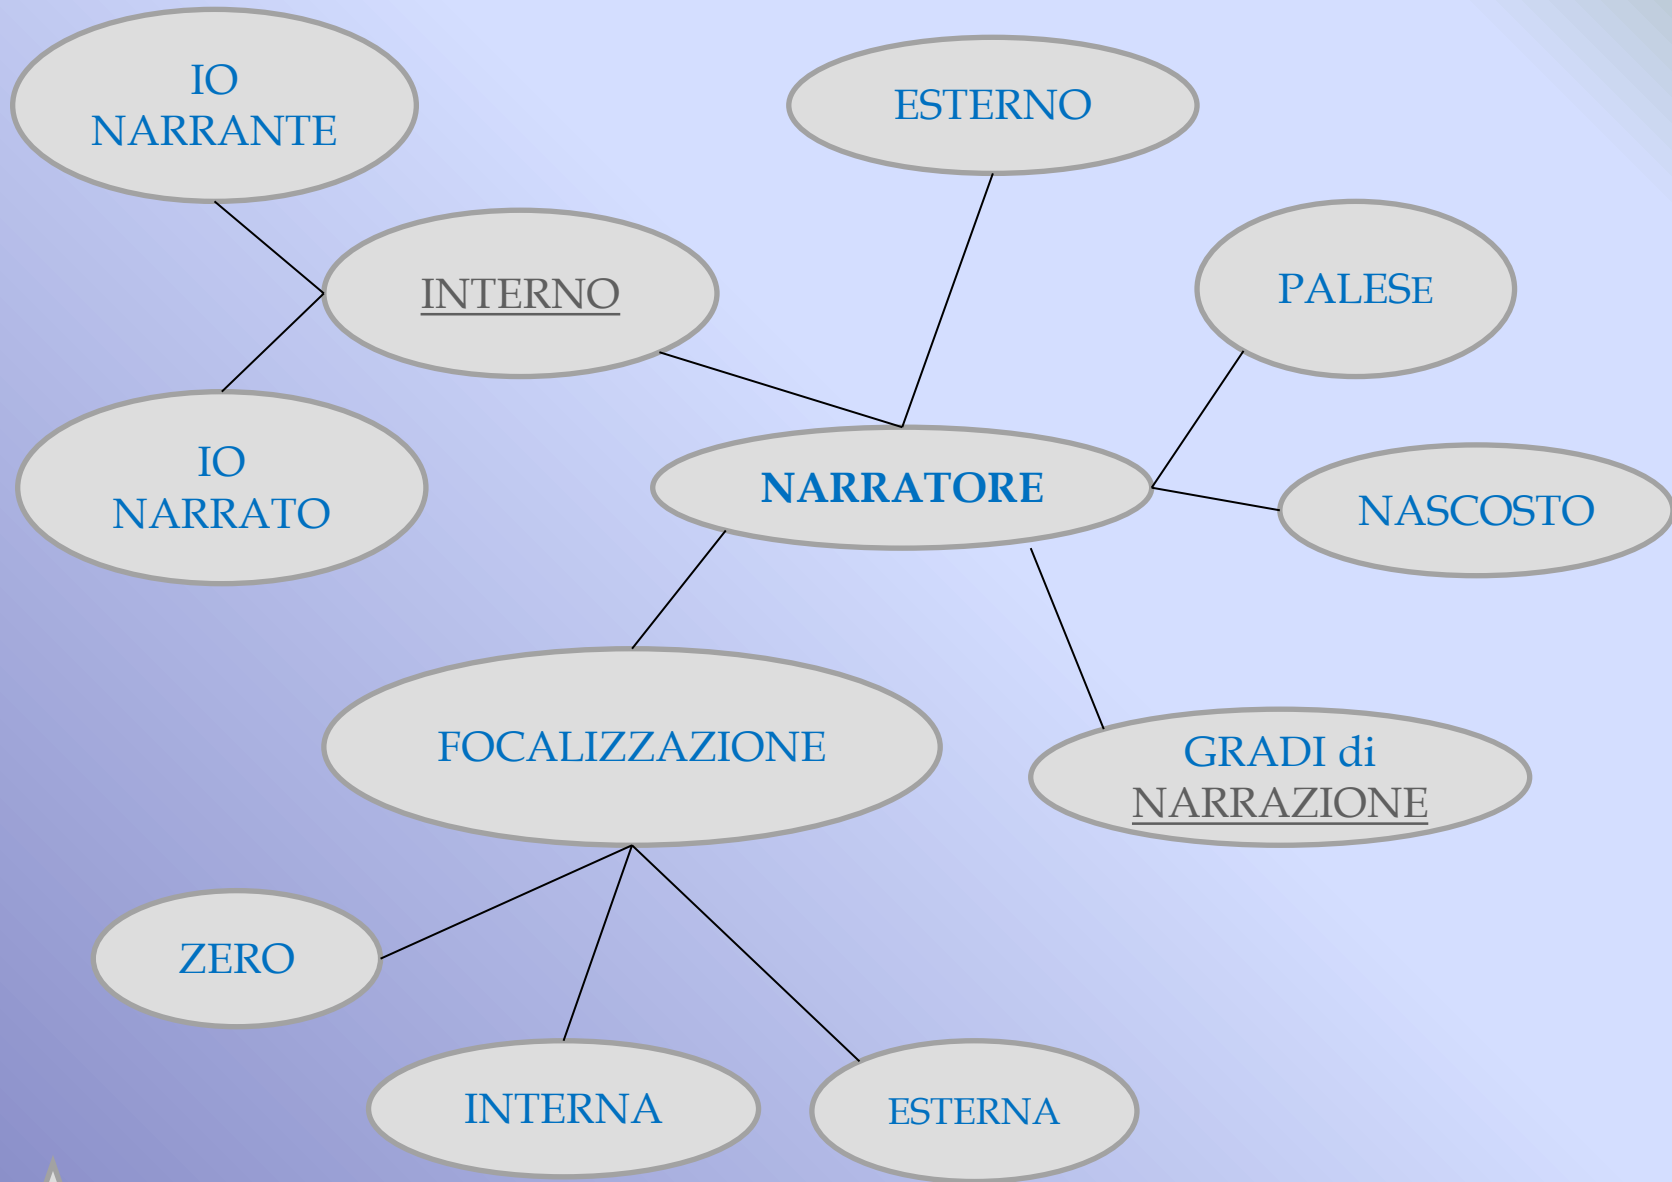 IO
NARRANTE
ESTERNO
INTERNO
PALESE
IO
NARRATO
NARRATORE
NASCOSTO
FOCALIZZAZIONE
GRADI di
NARRAZIONE
ZERO
INTERNA
ESTERNA